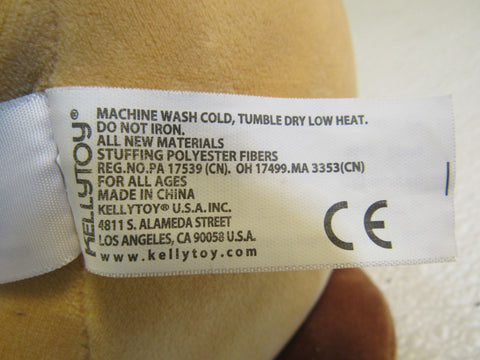 KELLYTOY®
MACHINE WASH COLD, TUMBLE DRY LOW HEAT.
DO NOT IRON.
ALL NEW MATERIALS
STUFFING POLYESTER FIBERS
REG.NO.PA 17539 (CN). OH 17499.MA 3353(CN)
FOR ALL AGES
MADE IN CHINA
KELLYTOY® U.S.A. INC.
4811 S. ALAMEDA STREET
LOS ANGELES, CA 90058 U.S.A.
www.kellytoy.com
CE